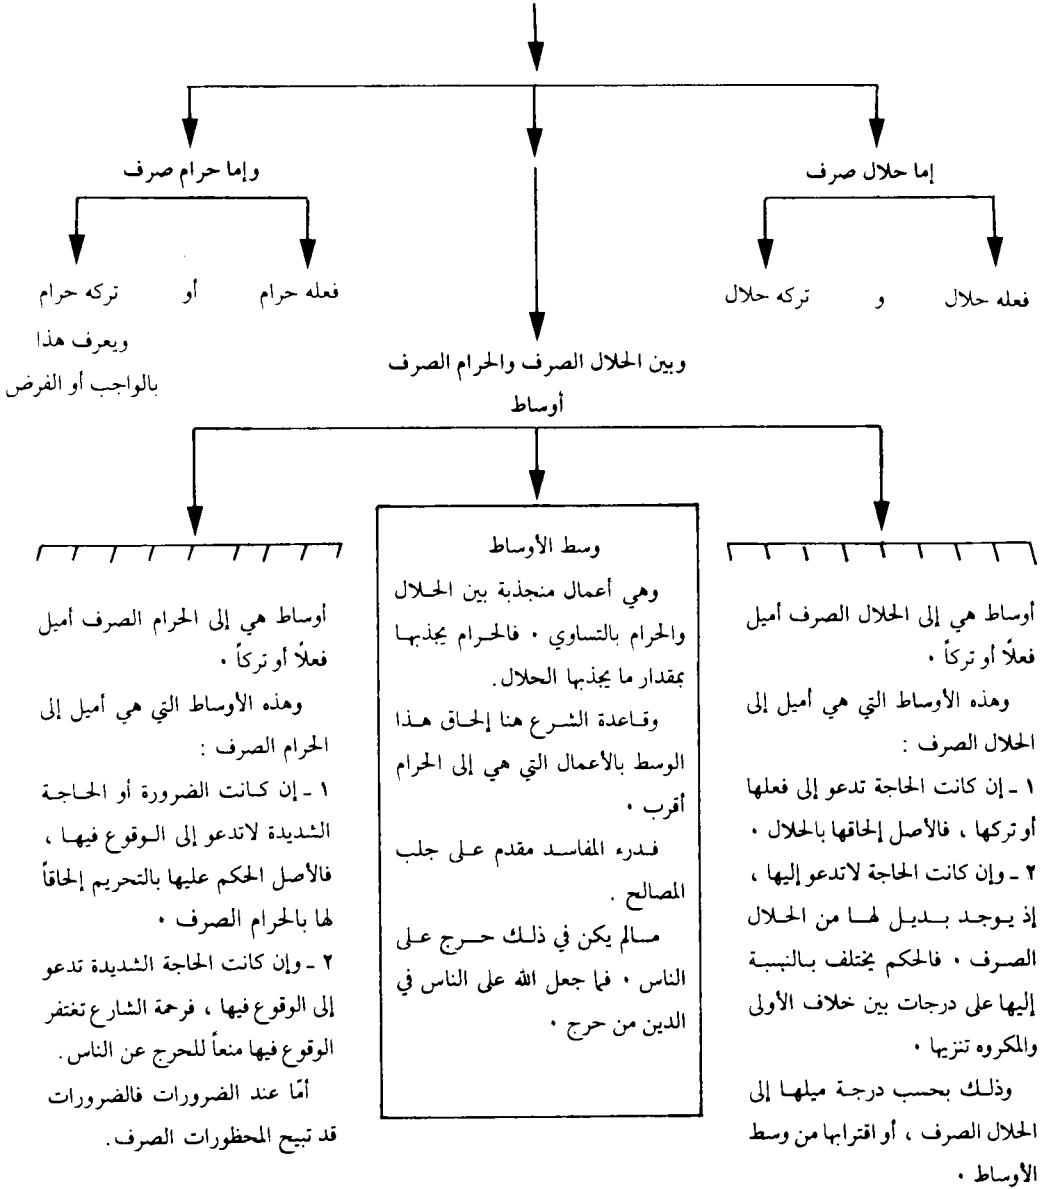 إما حلال صرف
وإما حرام صرف
فعله حلال
و
تركه حلال
فعله حرام
أو
تركه حرام
ويعرف هذا
بالواجب أو الفرض
وبين الحلال الصرف والحرام الصرف
أوساط
أوساط هي إلى الحلال الصرف أميل
فعلاً أو تركاً .
وهذه الأوساط التي هي أميل إلى
الحلال الصرف :
١ ـ إن كانت الحاجة تدعو إلى فعلها
أو تركها ، فالأصل إلحاقها بالحلال .
٢ ـ وإن كانت الحاجة لاتدعو إليها ،
إذ يوجد بديل لها من الحلال
الصرف . فالحكم يختلف بالنسبة
إليها على درجات بين خلاف الأولى
والمكروه تنزيها .
وذلك بحسب درجة ميلها إلى
الحلال الصرف ، أو اقترابها من وسط
الأوساط .
وسط الأوساط
وهي أعمال منجذبة بين الحلال
والحرام بالتساوي . فالحرام يجذبها
بمقدار ما يجذبها الحلال .
وقاعدة الشرع هنا إلحاق هذا
الوسط بالأعمال التي هي إلى الحرام
أقرب .
فدرء المفاسد مقدم على جلب
المصالح .
مالم يكن في ذلك حرج على
الناس . فما جعل الله على الناس في
الدين من حرج .
أوساط هي إلى الحرام الصرف أميل
فعلاً أو تركاً .
وهذه الأوساط التي هي أميل إلى
الحرام الصرف :
١ ـ إن كانت الضرورة أو الحاجة
الشديدة لاتدعو إلى الوقوع فيها ،
فالأصل الحكم عليها بالتحريم إلحاقاً
لها بالحرام الصرف .
٢ ـ وإن كانت الحاجة الشديدة تدعو
إلى الوقوع فيها ، فرحمة الشارع تغتفر
الوقوع فيها منعاً للحرج عن الناس .
أمّا عند الضرورات فالضرورات
قد تبيح المحظورات الصرف .